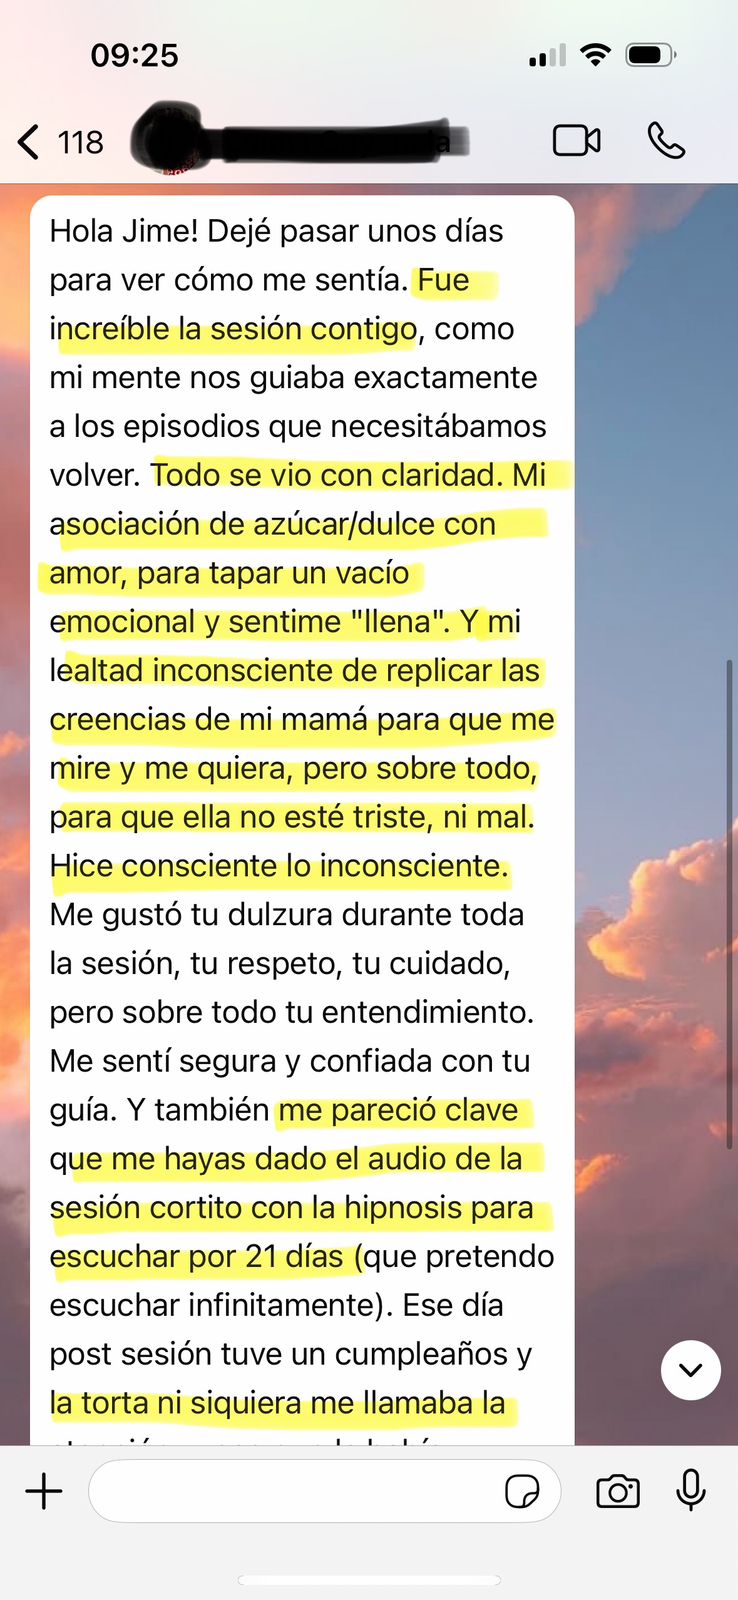 09:25
118
Hola Jime! Dejé pasar unos días
para ver cómo me sentía. Fue
increíble la sesión contigo, como
mi mente nos guiaba exactamente
a los episodios que necesitábamos
volver. Todo se vio con claridad. Mi
asociación de azúcar/dulce con
amor, para tapar un vacío
emocional y sentime "llena". Y mi
lealtad inconsciente de replicar las
creencias de mi mamá para que me
mire y me quiera, pero sobre todo,
para que ella no esté triste, ni mal.
Hice consciente lo inconsciente.
Me gustó tu dulzura durante toda
la sesión, tu respeto, tu cuidado,
pero sobre todo tu entendimiento.
Me sentí segura y confiada con tu
guía. Y también me pareció clave
que me hayas dado el audio de la
sesión cortito con la hipnosis para
escuchar por 21 días (que pretendo
escuchar infinitamente). Ese día
post sesión tuve un cumpleaños y
la torta ni siquiera me llamaba la